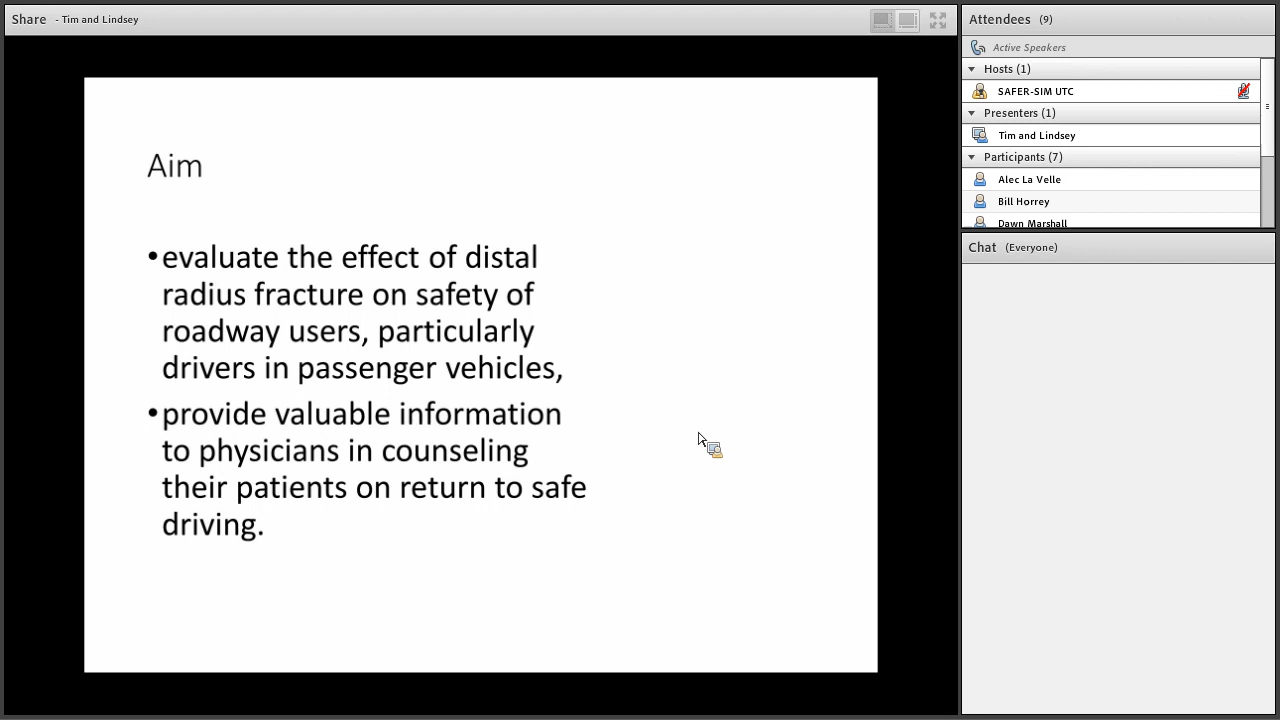 Share - Tim and Lindsey
Aim
•evaluate the effect of distal
radius fracture on safety of
roadway users, particularly
drivers in passenger vehicles,
•provide valuable information
to physicians in counseling
their patients on return to safe
driving.
Attendees (9)
Active Speakers
Hosts (1)
SAFER-SIM UTC
Presenters (1)
Tim and Lindsey
Participants (7)
Alec La Velle
Bill Horrey
Dawn Marshall
Chat (Everyone)